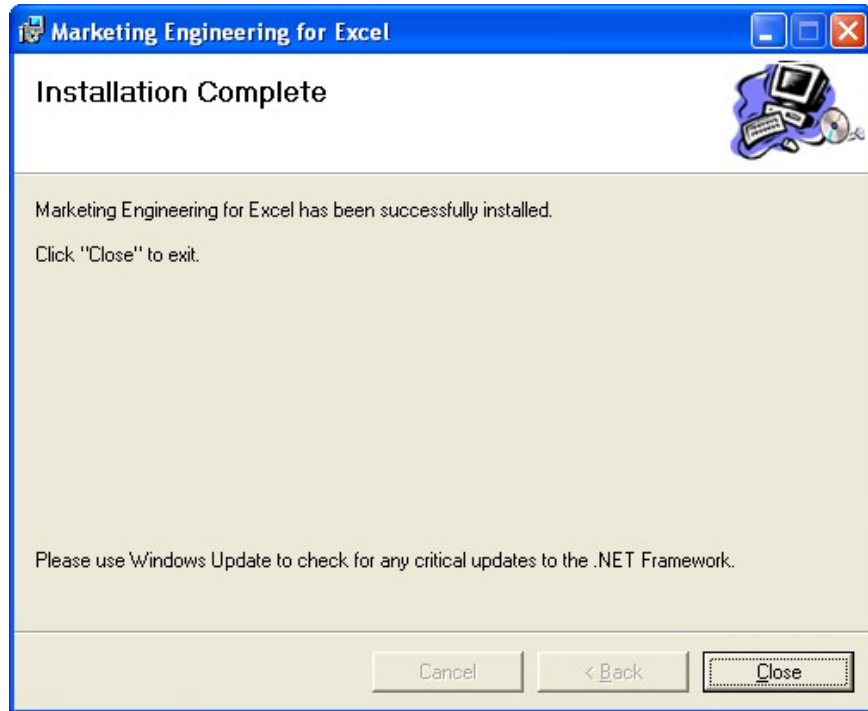 Marketing Engineering for Excel
Installation Complete
Marketing Engineering for Excel has been successfully installed.
Click "Close" to exit.
Please use Windows Update to check for any critical updates to the .NET Framework.
Cancel
< Back
Close